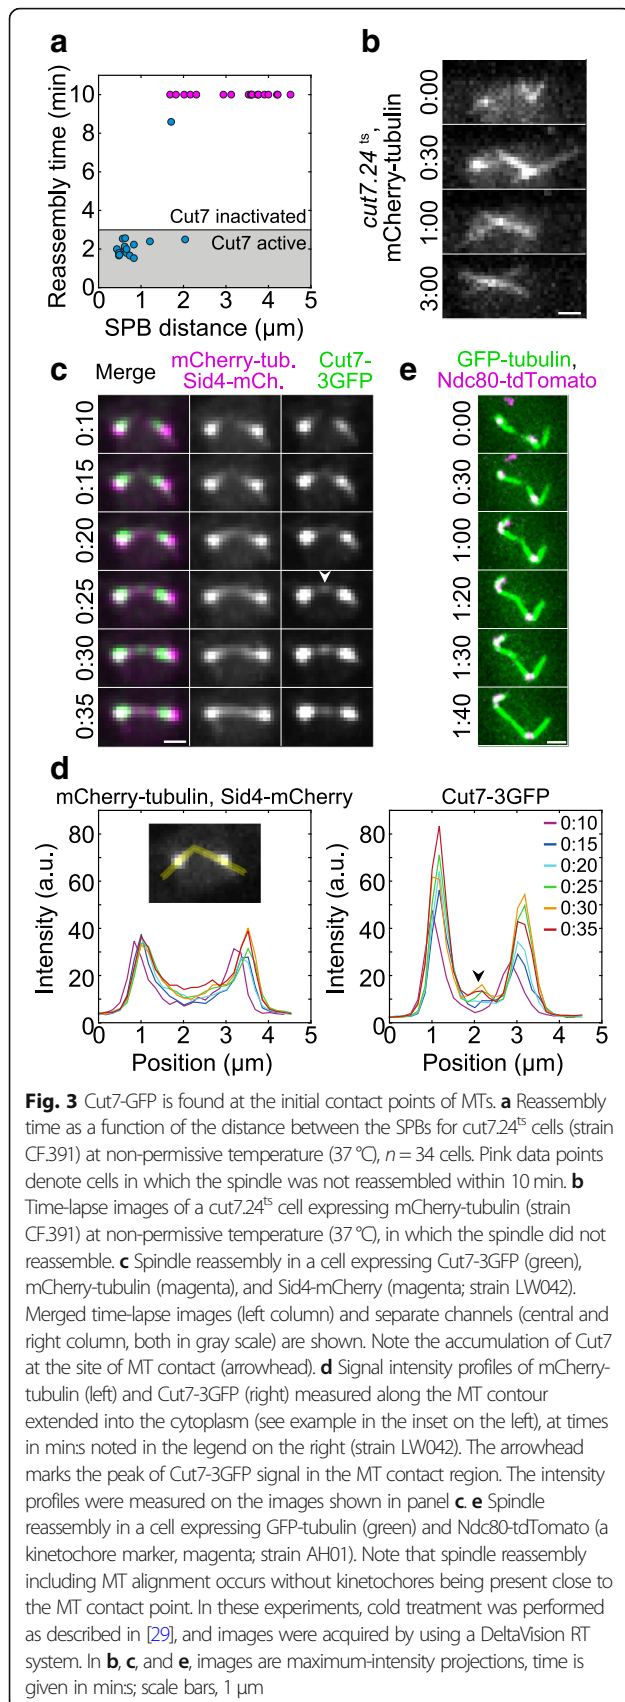 a
Reassembly time (min)
10
8
6
4
2
0
Cut7 inactivated
Cut7 active
0 1 2 3 4 5
SPB distance (µm)
b
cut7.24 ts,
mCherry-tubulin
0:00
0:30
1:00
3:00
c
Merge
mCherry-tub.
Sid4-mCh.
Cut7-
3GFP
0:10
0:15
0:20
0:25
0:30
0:35
e
GFP-tubulin,
Ndc80-tdTomato
0:00
0:30
1:00
1:20
1:30
1:40
d
mCherry-tubulin, Sid4-mCherry
Intensity (a.u.)
80
60
40
20
0
0 1 2 3 4 5
Position (µm)
Cut7-3GFP
Intensity (a.u.)
80
60
40
20
0
0:10
0:15
0:20
0:25
0:30
0:35
0 1 2 3 4 5
Position (µm)
Fig. 3 Cut7-GFP is found at the initial contact points of MTs. a Reassembly
time as a function of the distance between the SPBs for cut7.24ts cells (strain
CF.391) at non-permissive temperature (37 °C), n = 34 cells. Pink data points
denote cells in which the spindle was not reassembled within 10 min. b
Time-lapse images of a cut7.24ts cell expressing mCherry-tubulin (strain
CF.391) at non-permissive temperature (37 °C), in which the spindle did not
reassemble. c Spindle reassembly in a cell expressing Cut7-3GFP (green),
mCherry-tubulin (magenta), and Sid4-mCherry (magenta; strain LW042).
Merged time-lapse images (left column) and separate channels (central and
right column, both in gray scale) are shown. Note the accumulation of Cut7
at the site of MT contact (arrowhead). d Signal intensity profiles of mCherry-
tubulin (left) and Cut7-3GFP (right) measured along the MT contour
extended into the cytoplasm (see example in the inset on the left), at times
in min:s noted in the legend on the right (strain LW042). The arrowhead
marks the peak of Cut7-3GFP signal in the MT contact region. The intensity
profiles were measured on the images shown in panel c. e Spindle
reassembly in a cell expressing GFP-tubulin (green) and Ndc80-tdTomato (a
kinetochore marker, magenta; strain AH01). Note that spindle reassembly
including MT alignment occurs without kinetochores being present close to
the MT contact point. In these experiments, cold treatment was performed
as described in [29], and images were acquired by using a DeltaVision RT
system. In b, c, and e, images are maximum-intensity projections, time is
given in min:s; scale bars, 1 µm